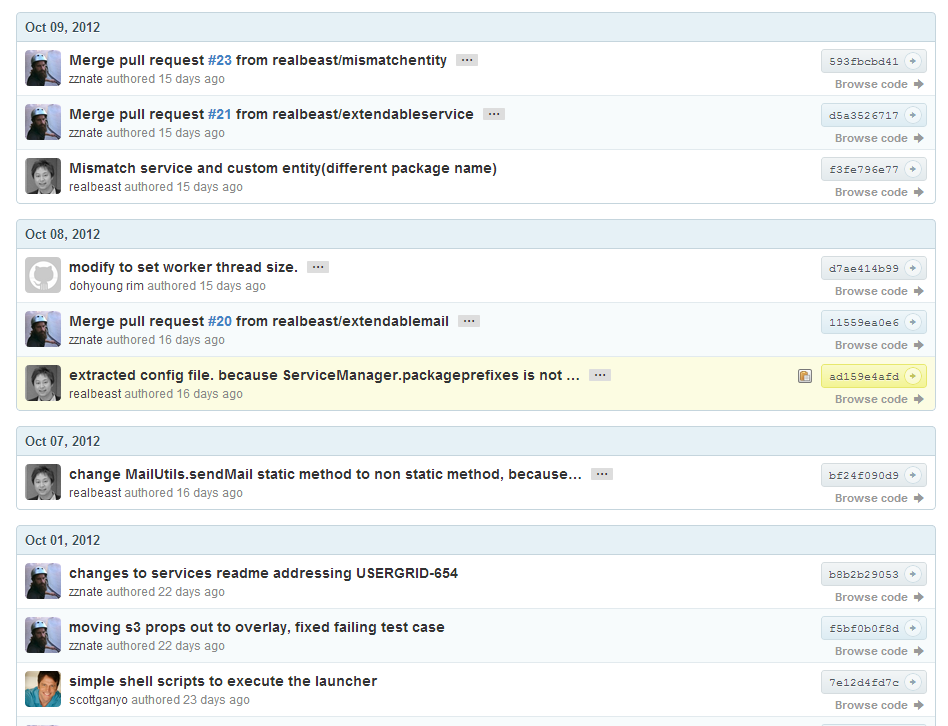 Oct 09, 2012
Merge pull request #23 from realbeast/mismatchentity ...
593fbcbd41
zznate authored 15 days ago
Browse code
Merge pull request #21 from realbeast/extendableservice ...
d5a3526717
zznate authored 15 days ago
Browse code
Mismatch service and custom entity(different package name)
f3fe796e77
realbeast authored 15 days ago
Browse code
Oct 08, 2012
modify to set worker thread size. ...
d7ae414b99
dohyoung rim authored 15 days ago
Browse code
Merge pull request #20 from realbeast/extendablemail ...
11559ea0e6
zznate authored 16 days ago
Browse code
extracted config file. because ServiceManager.packageprefixes is not … ...
ad159e4afd
realbeast authored 16 days ago
Browse code
Oct 07, 2012
change MailUtils.sendMail static method to non static method, because… ...
bf24f090d9
realbeast authored 16 days ago
Browse code
Oct 01, 2012
changes to services readme addressing USERGRID-654
b8b2b29053
zznate authored 22 days ago
Browse code
moving s3 props out to overlay, fixed failing test case
f5bf0b0f8d
zznate authored 22 days ago
Browse code
simple shell scripts to execute the launcher
7e12d4fd7c
scottganyo authored 23 days ago
Browse code